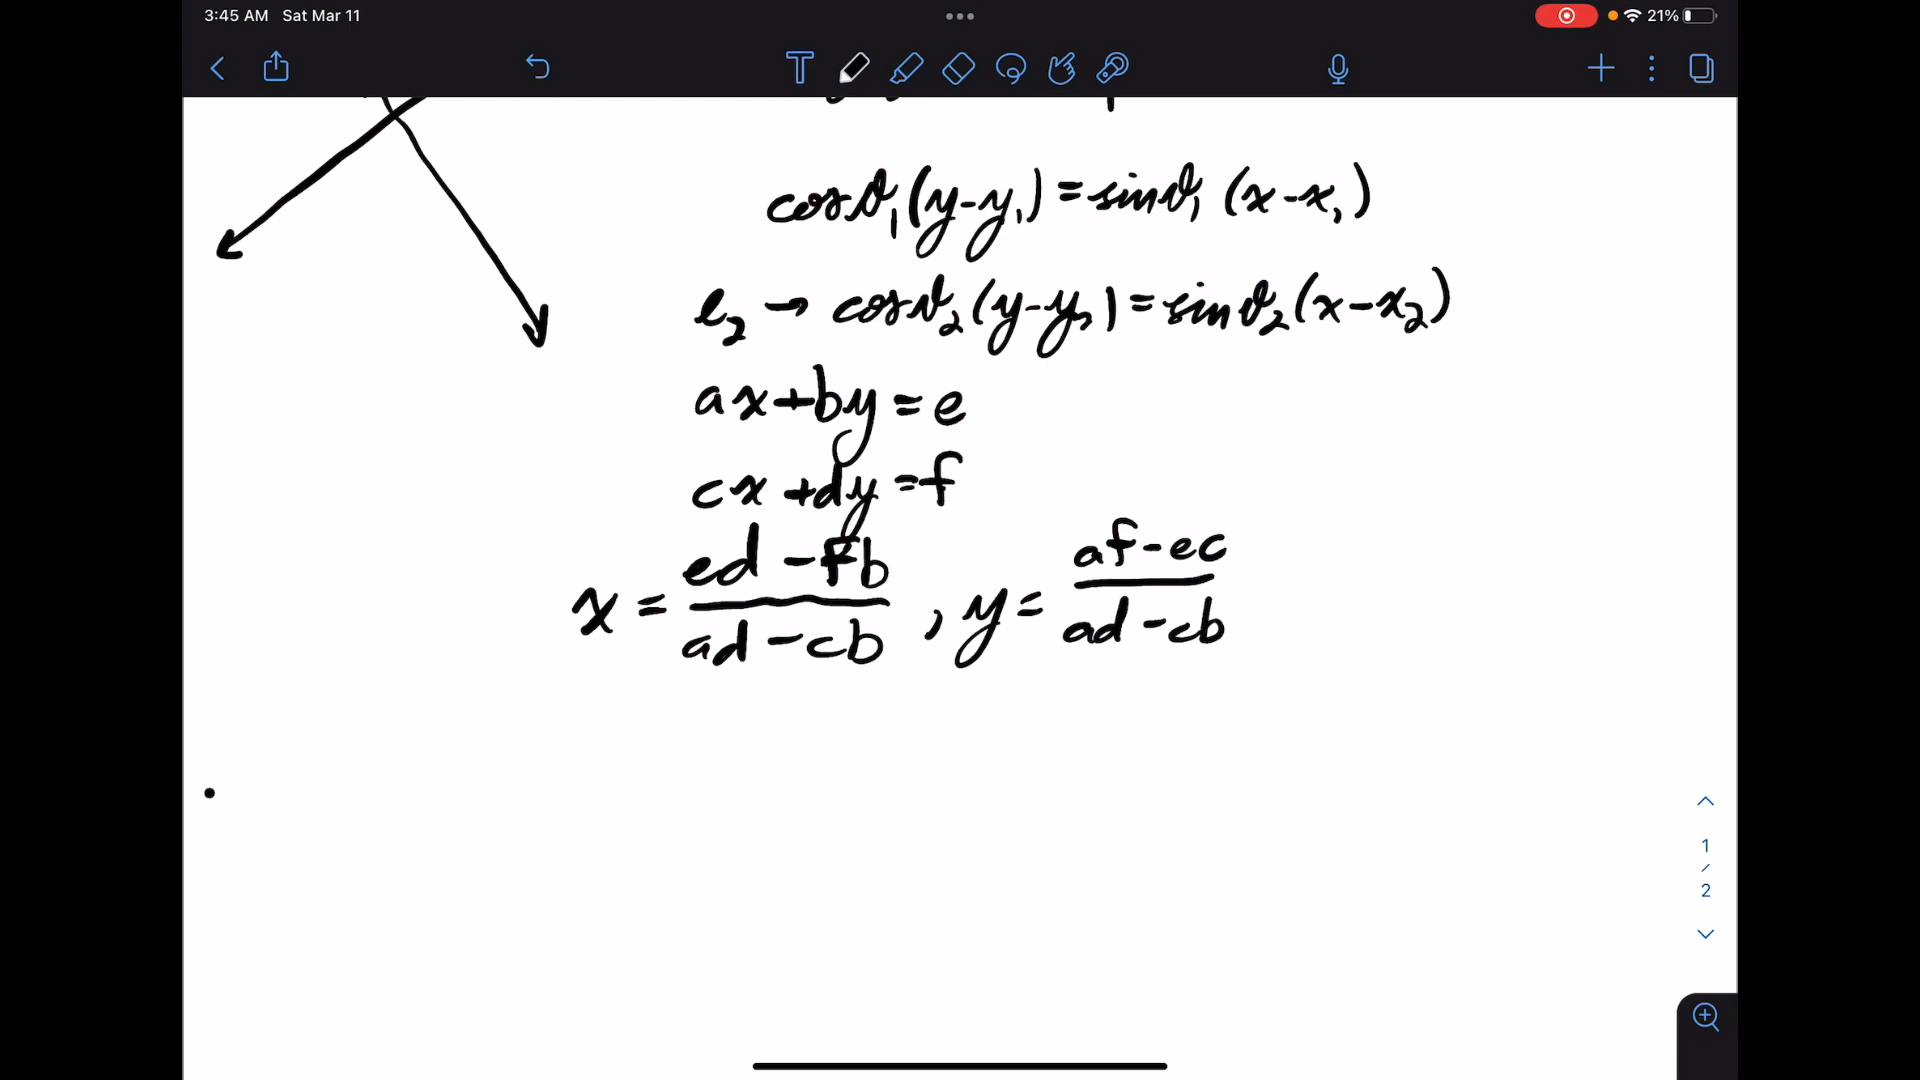 3:45 AM Sat Mar 11
21%
cosϑ₁(y-y₁)=sinϑ₁(x-x₁)
l₂ → cosϑ₂(y-y₂)=sinϑ₂(x-x₂)
ax+by=e
cx+dy=f
x = (ed-fb)/(ad-cb), y = (af-ec)/(ad-cb)
1
/
2